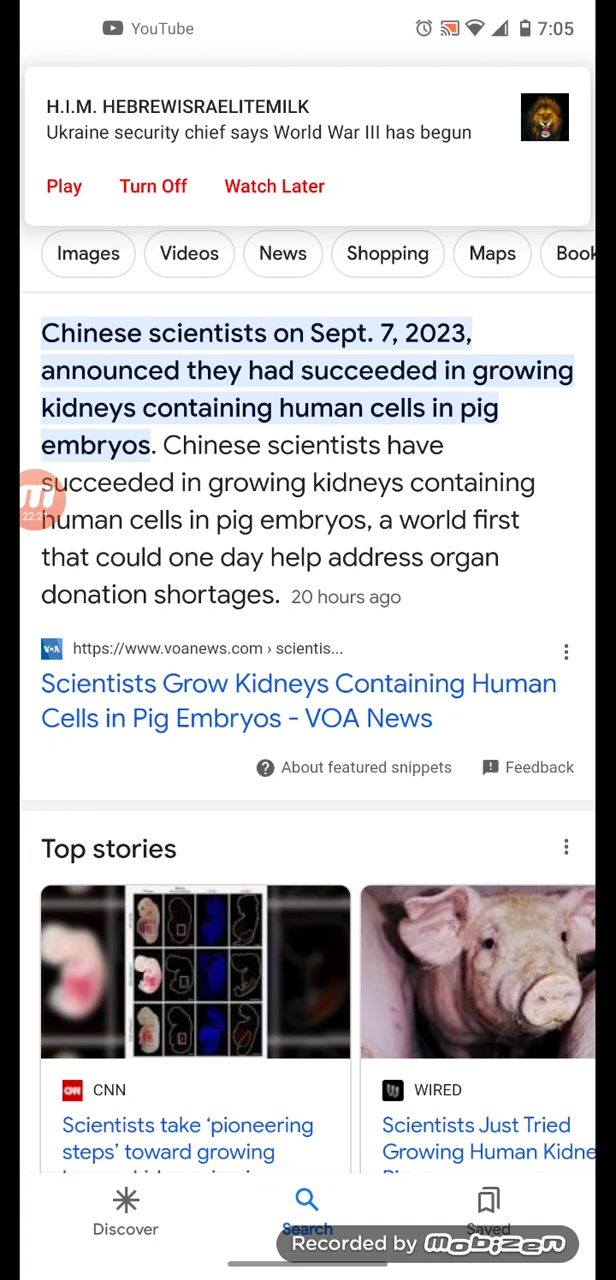 YouTube
7:05
H.I.M. HEBREWISRAELITEMILK
Ukraine security chief says World War III has begun
Play Turn Off Watch Later
Images Videos News Shopping Maps Book
Chinese scientists on Sept. 7, 2023,
announced they had succeeded in growing
kidneys containing human cells in pig
embryos. Chinese scientists have
succeeded in growing kidneys containing
human cells in pig embryos, a world first
that could one day help address organ
donation shortages. 20 hours ago
VOA https://www.voanews.com › scientis...
Scientists Grow Kidneys Containing Human
Cells in Pig Embryos - VOA News
About featured snippets Feedback
Top stories
CNN CNN
Scientists take ‘pioneering
steps’ toward growing
WIRED
Scientists Just Tried
Growing Human Kidne
Discover Search Saved
Recorded by mobizen